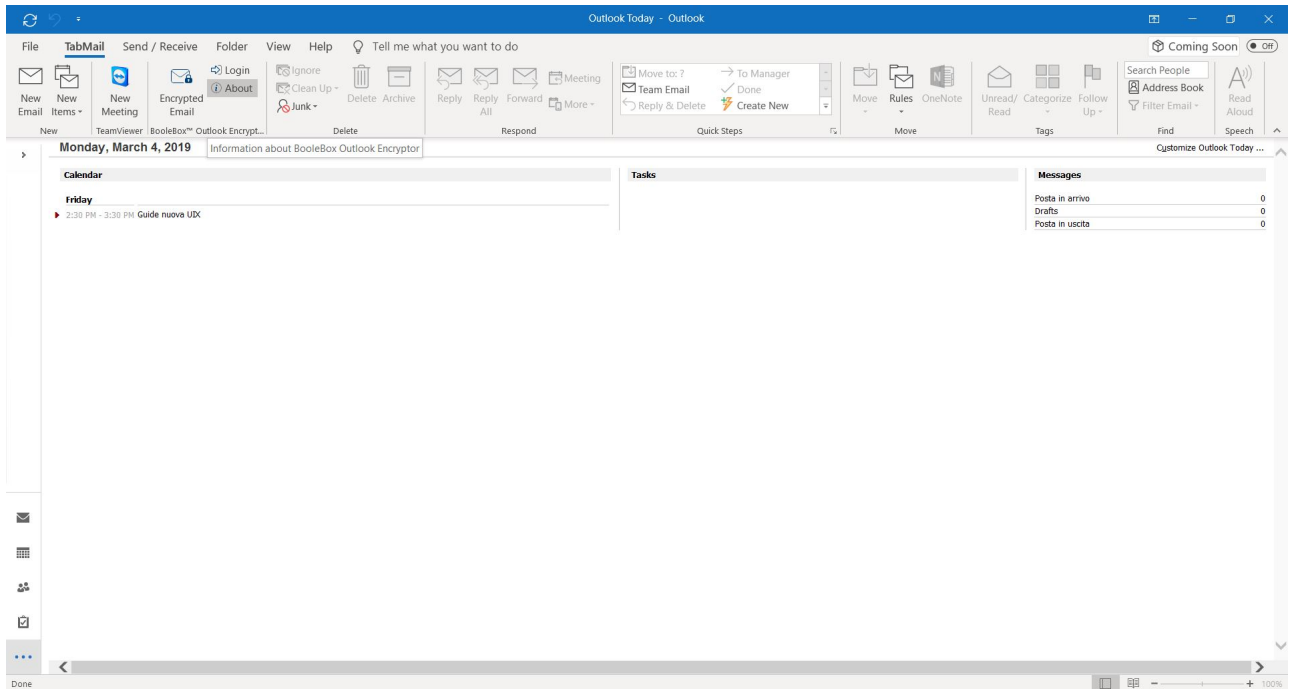 Outlook Today - Outlook
File TabMail Send / Receive Folder View Help Tell me what you want to do Coming Soon Off
New Email
New Items
New
New Meeting
TeamViewer
Encrypted Email
Login
About
BooleBox™ Outlook Encrypt...
Ignore
Clean Up
Junk
Delete
Archive
Delete
Reply
Reply All
Forward
Meeting
More
Respond
Move to: ?
Team Email
Reply & Delete
To Manager
Done
Create New
Quick Steps
Move
Rules
OneNote
Move
Unread/ Read
Categorize
Follow Up
Tags
Search People
Address Book
Filter Email
Find
Read Aloud
Speech
Monday, March 4, 2019
Information about BooleBox Outlook Encryptor
Customize Outlook Today ...
Calendar
Friday
2:30 PM - 3:30 PM Guide nuova UIX
Tasks
Messages
Posta in arrivo 0
Drafts 0
Posta in uscita 0
Done
100%